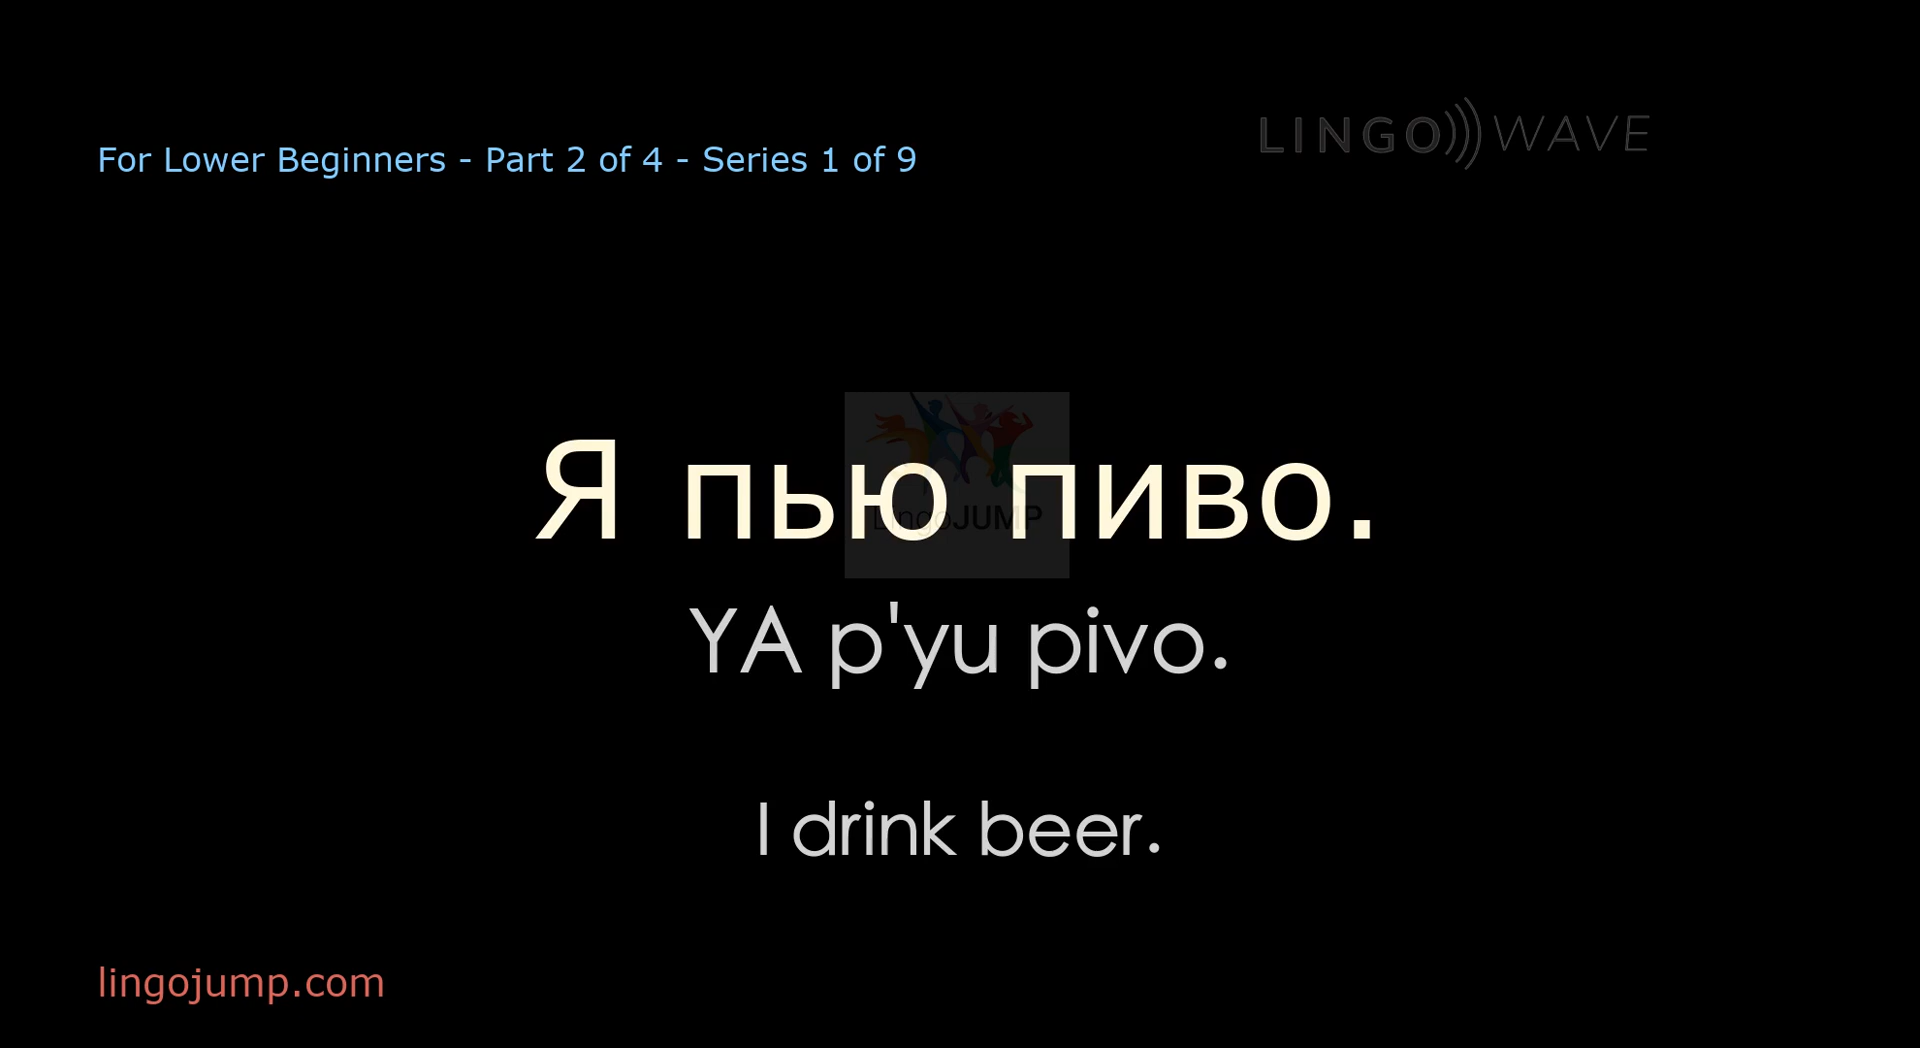 For Lower Beginners - Part 2 of 4 - Series 1 of 9
LINGO WAVE
Я пью пиво.
LingoJUMP
YA p'yu pivo.
I drink beer.
lingojump.com